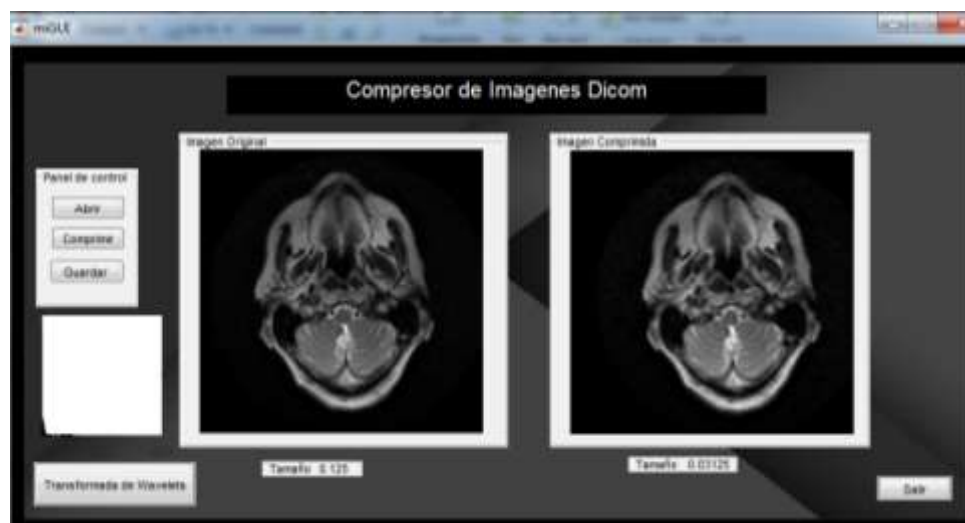 miGUI
Compresor de Imagenes Dicom
Imagen Original
Imagen Comprimida
Panel de control
Abrir
Comprime
Guardar
Tamaño 0.125
Tamaño 0.03125
Transformada de Wavelets
Salir